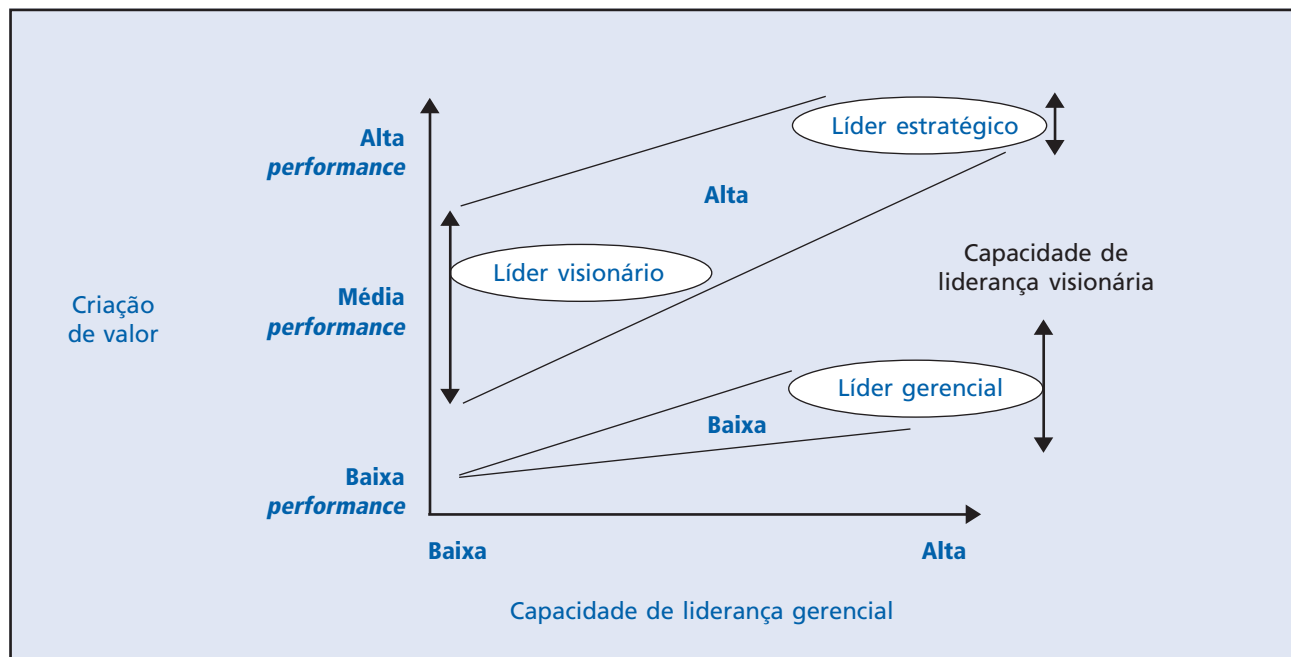 Alta
performance
Líder estratégico
Alta
Líder visionário
Capacidade de
liderança visionária
Criação
de valor
Média
performance
Líder gerencial
Baixa
Baixa
performance
Baixa
Alta
Capacidade de liderança gerencial